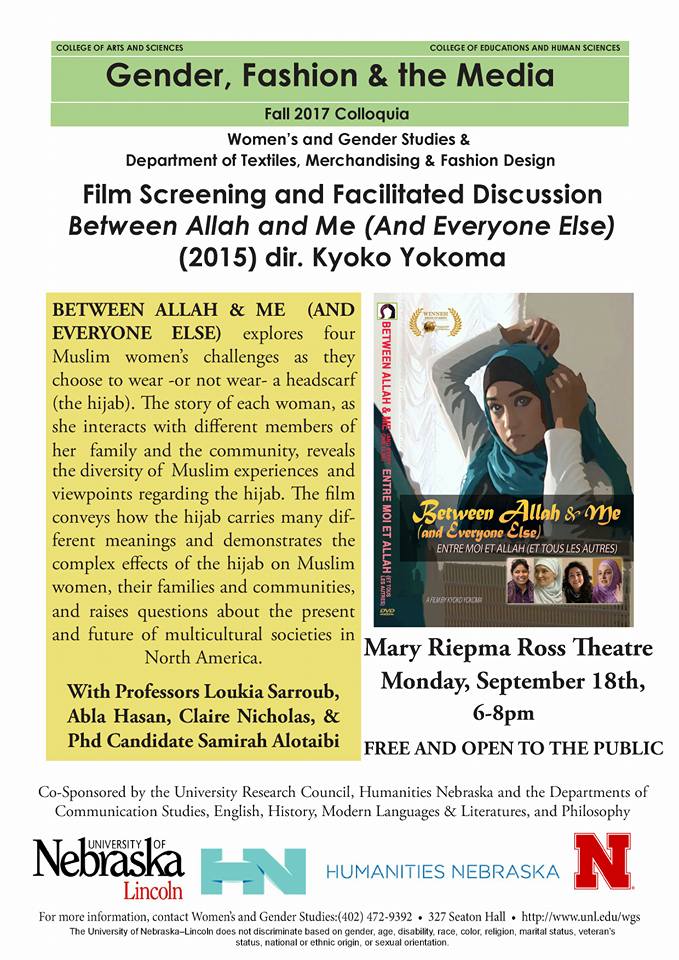 COLLEGE OF ARTS AND SCIENCES
COLLEGE OF EDUCATIONS AND HUMAN SCIENCES
Gender, Fashion & the Media
Fall 2017 Colloquia
Women's and Gender Studies &
Department of Textiles, Merchandising & Fashion Design
Film Screening and Facilitated Discussion
Between Allah and Me (And Everyone Else)
(2015) dir. Kyoko Yokoma
BETWEEN ALLAH & ME (AND
EVERYONE ELSE) explores four
Muslim women's challenges as they
choose to wear -or not wear- a headscarf
(the hijab). The story of each woman, as
she interacts with different members of
her family and the community, reveals
the diversity of Muslim experiences and
viewpoints regarding the hijab. The film
conveys how the hijab carries many dif-
ferent meanings and demonstrates the
complex effects of the hijab on Muslim
women, their families and communities,
and raises questions about the present
and future of multicultural societies in
North America.
With Professors Loukia Sarroub,
Abla Hasan, Claire Nicholas, &
Phd Candidate Samirah Alotaibi
WINNER
BETWEEN ALLAH & ME (AND EVERYONE ELSE) ENTRE MOI ET ALLAH (ET TOUS LES AUTRES)
DVD
Between Allah & Me
(and Everyone Else)
ENTRE MOI ET ALLAH (ET TOUS LES AUTRES)
A FILM BY KYOKO YOKOMA
Mary Riepma Ross Theatre
Monday, September 18th,
6-8pm
FREE AND OPEN TO THE PUBLIC
Co-Sponsored by the University Research Council, Humanities Nebraska and the Departments of
Communication Studies, English, History, Modern Languages & Literatures, and Philosophy
UNIVERSITY OF
Nebraska
Lincoln
HN
HUMANITIES NEBRASKA
N
For more information, contact Women's and Gender Studies:(402) 472-9392 • 327 Seaton Hall • http://www.unl.edu/wgs
The University of Nebraska–Lincoln does not discriminate based on gender, age, disability, race, color, religion, marital status, veteran's
status, national or ethnic origin, or sexual orientation.